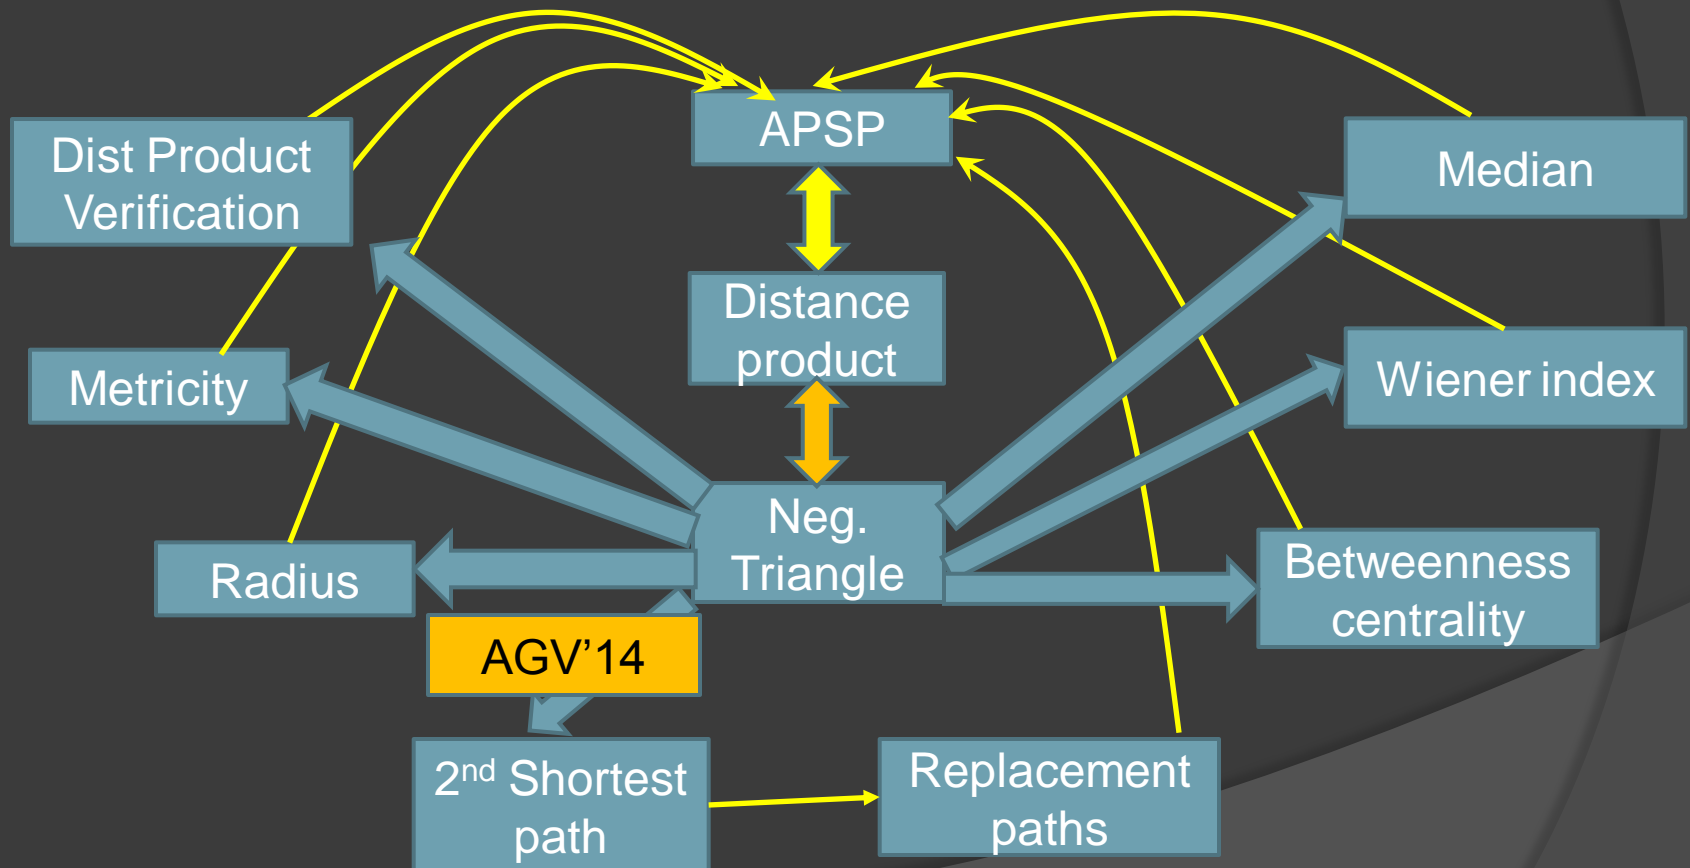 APSP
Dist Product
Verification
Median
Distance
product
Metricity
Wiener index
Neg.
Triangle
Radius
Betweenness
centrality
AGV’14
2nd Shortest
path
Replacement
paths